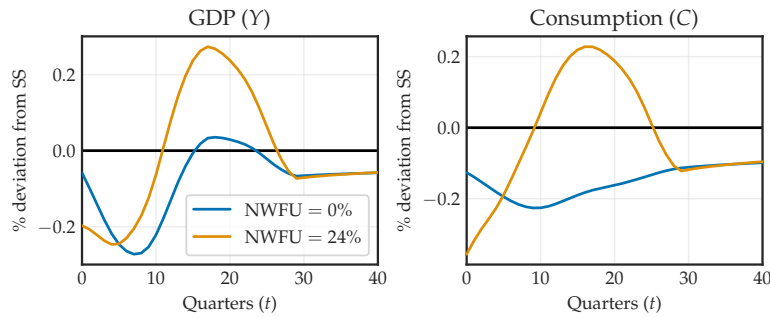 GDP (Y)
% deviation from SS
0.2
0.0
−0.2
NWFU = 0%
NWFU = 24%
0 10 20 30 40
Quarters (t)
Consumption (C)
% deviation from SS
0.2
0.0
−0.2
0 10 20 30 40
Quarters (t)